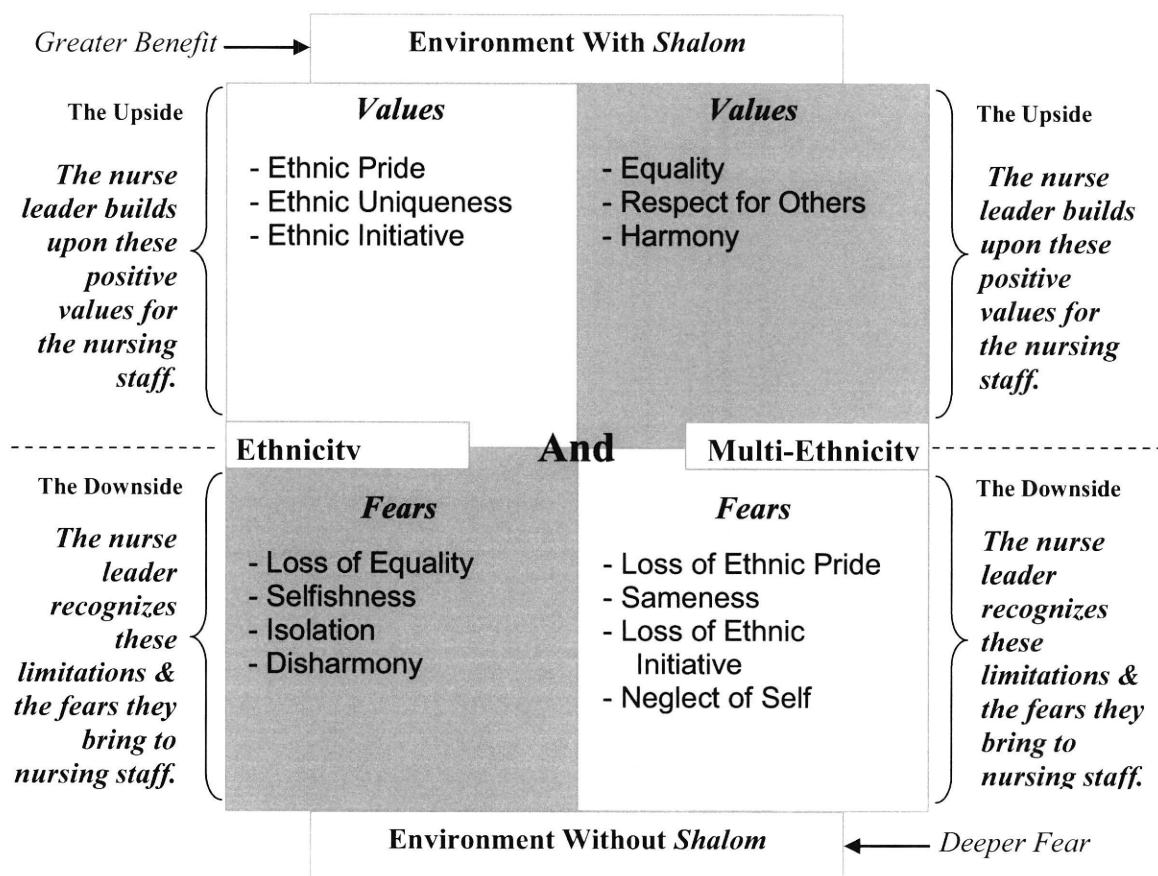 Greater Benefit
Environment With Shalom
The Upside
The nurse
leader builds
upon these
positive
values for
the nursing
staff.
Values
- Ethnic Pride
- Ethnic Uniqueness
- Ethnic Initiative
Values
- Equality
- Respect for Others
- Harmony
The Upside
The nurse
leader builds
upon these
positive
values for
the nursing
staff.
Ethnicity
And
Multi-Ethnicity
The Downside
The nurse
leader
recognizes
these
limitations &
the fears they
bring to
nursing staff.
Fears
- Loss of Equality
- Selfishness
- Isolation
- Disharmony
Fears
- Loss of Ethnic Pride
- Sameness
- Loss of Ethnic
Initiative
- Neglect of Self
The Downside
The nurse
leader
recognizes
these
limitations &
the fears they
bring to
nursing staff.
Environment Without Shalom
Deeper Fear